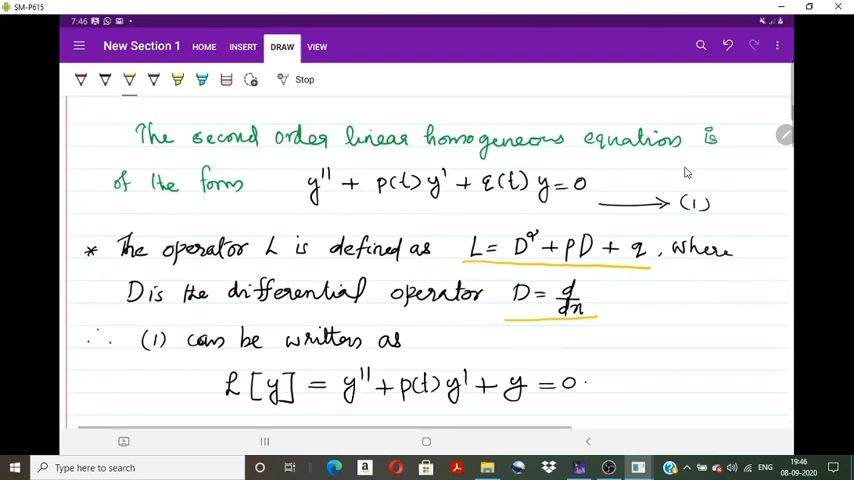 SM-P615
7:46
New Section 1 HOME INSERT DRAW VIEW
Stop
The second order linear homogeneous equation is
of the form y'' + p(t) y' + q(t) y = 0 → (1)
* The operator L is defined as L = D² + pD + q, where
D is the differential operator D = d/dx
∴ (1) can be written as
L[y] = y'' + p(t) y' + y = 0.
Type here to search
a
ENG
19:46
08-09-2020